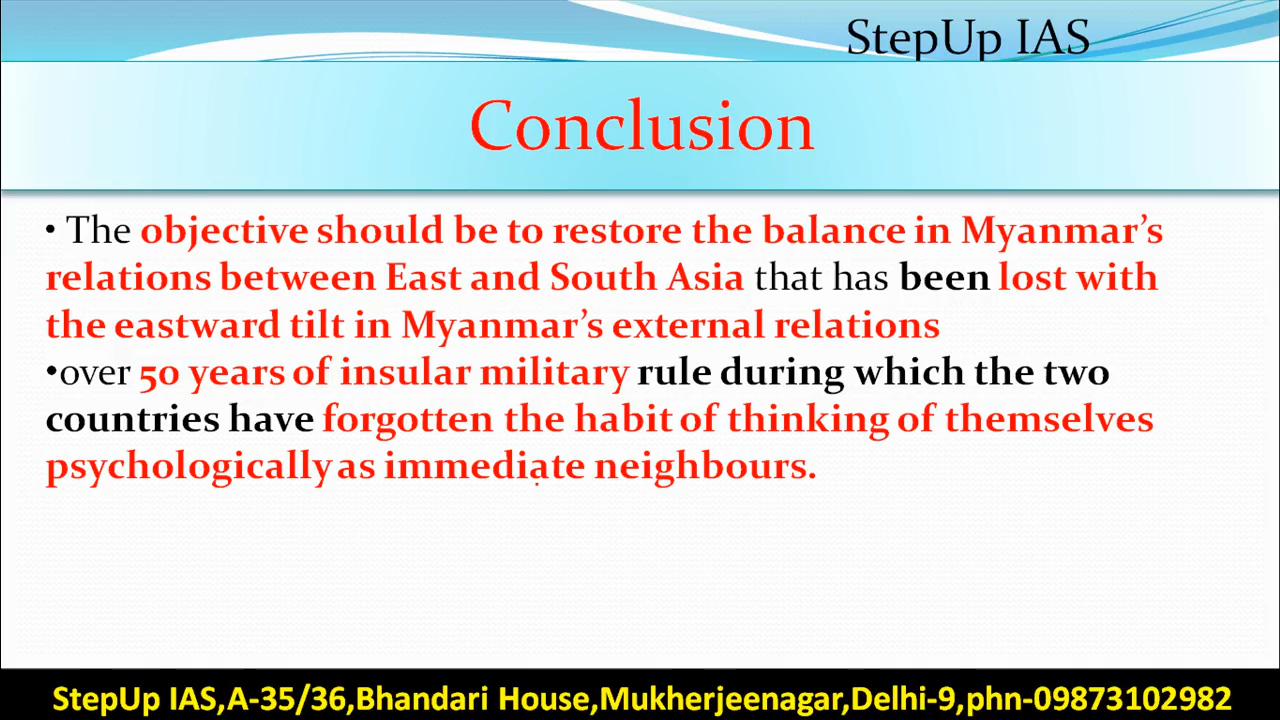 StepUp IAS
Conclusion
• The objective should be to restore the balance in Myanmar’s
relations between East and South Asia that has been lost with
the eastward tilt in Myanmar’s external relations
•over 50 years of insular military rule during which the two
countries have forgotten the habit of thinking of themselves
psychologically as immediate neighbours.
StepUp IAS,A-35/36,Bhandari House,Mukherjeenagar,Delhi-9,phn-09873102982